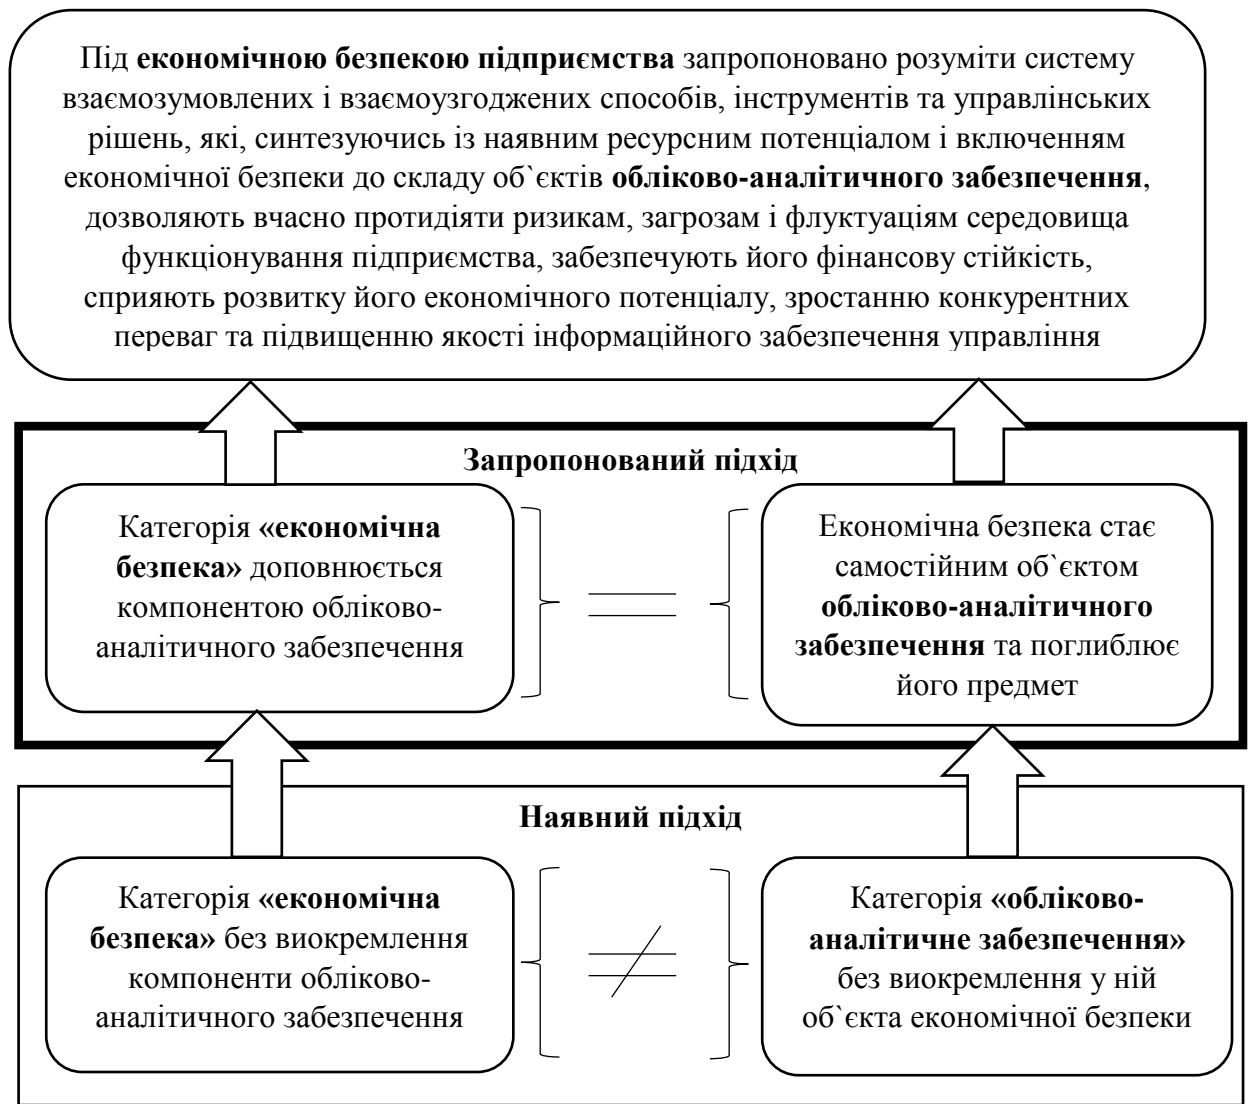 Під економічною безпекою підприємства запропоновано розуміти систему
взаємозумовлених і взаємоузгоджених способів, інструментів та управлінських
рішень, які, синтезуючись із наявним ресурсним потенціалом і включенням
економічної безпеки до складу об`єктів обліково-аналітичного забезпечення,
дозволяють вчасно протидіяти ризикам, загрозам і флуктуаціям середовища
функціонування підприємства, забезпечують його фінансову стійкість,
сприяють розвитку його економічного потенціалу, зростанню конкурентних
переваг та підвищенню якості інформаційного забезпечення управління
Запропонований підхід
Категорія «економічна
безпека» доповнюється
компонентою обліково-
аналітичного забезпечення
Економічна безпека стає
самостійним об`єктом
обліково-аналітичного
забезпечення та поглиблює
його предмет
Наявний підхід
Категорія «економічна
безпека» без виокремлення
компоненти обліково-
аналітичного забезпечення
Категорія «обліково-
аналітичне забезпечення»
без виокремлення у ній
об`єкта економічної безпеки